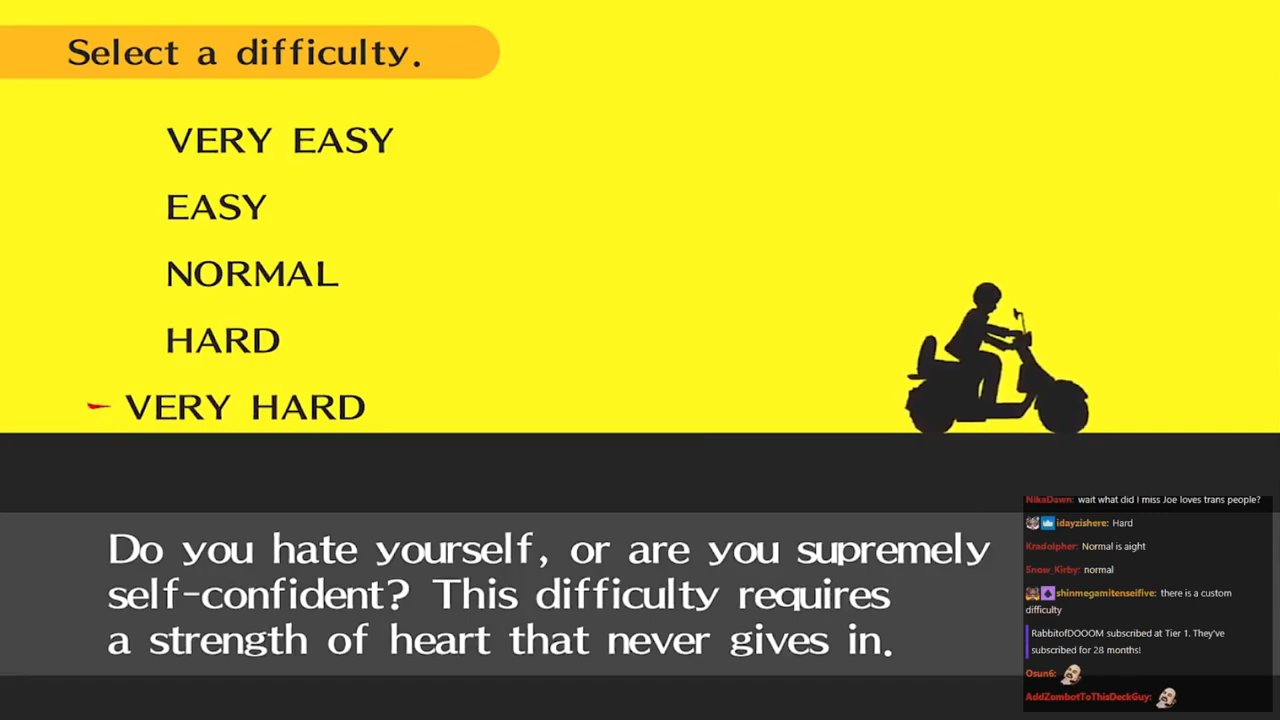 Select a difficulty.
VERY EASY
EASY
NORMAL
HARD
VERY HARD
Do you hate yourself, or are you supremely
self-confident? This difficulty requires
a strength of heart that never gives in.
NikaDawn: wait what did I miss Joe loves trans people?
idayzishere: Hard
Kradolpher: Normal is aight
Snow_Kirby: normal
shinmegamitenseifive: there is a custom
difficulty
RabbitofDOOOM subscribed at Tier 1. They've
subscribed for 28 months!
Osun6:
AddZombotToThisDeckGuy: